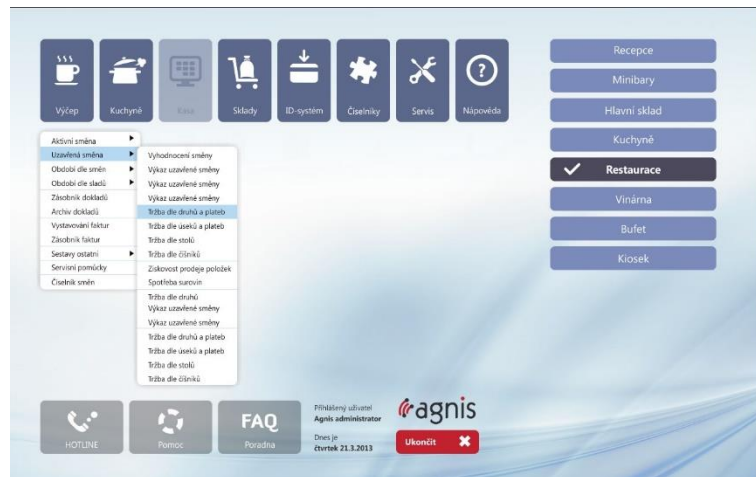 Výčep
Kuchyně
Kasa
Sklady
ID-systém
Číselníky
Servis
Nápověda
Recepce
Minibary
Hlavní sklad
Kuchyně
Restaurace
Vinárna
Bufet
Kiosek
Aktivní směna
Uzavřená směna
Období dle směn
Období dle sladů
Zásobník dokladů
Archiv dokladů
Vystavování faktur
Zásobník faktur
Sestavy ostatní
Servisní pomůcky
Číselník směn
Vyhodnocení směny
Výkaz uzavřené směny
Výkaz uzavřené směny
Výkaz uzavřené směny
Tržba dle druhů a plateb
Tržba dle úseků a plateb
Tržba dle stolů
Tržba dle číšníků
Ziskovost prodeje položek
Spotřeba surovin
Tržba dle druhů
Výkaz uzavřené směny
Výkaz uzavřené směny
Tržba dle druhů a plateb
Tržba dle úseků a plateb
Tržba dle stolů
Tržba dle číšníků
HOTLINE
Pomoc
FAQ
Poradna
Přihlášený uživatel
Agnis administrator
Dnes je
čtvrtek 21.3.2013
agnis
Ukončit